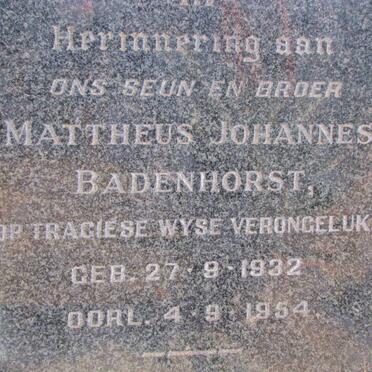 In
Herinnering aan
ONS SEUN EN BROER
MATTHEUS JOHANNES
BADENHORST,
OP TRAGIESE WYSE VERONGELUK
GEB. 27·9·1932
OORL. 4·9·1954.